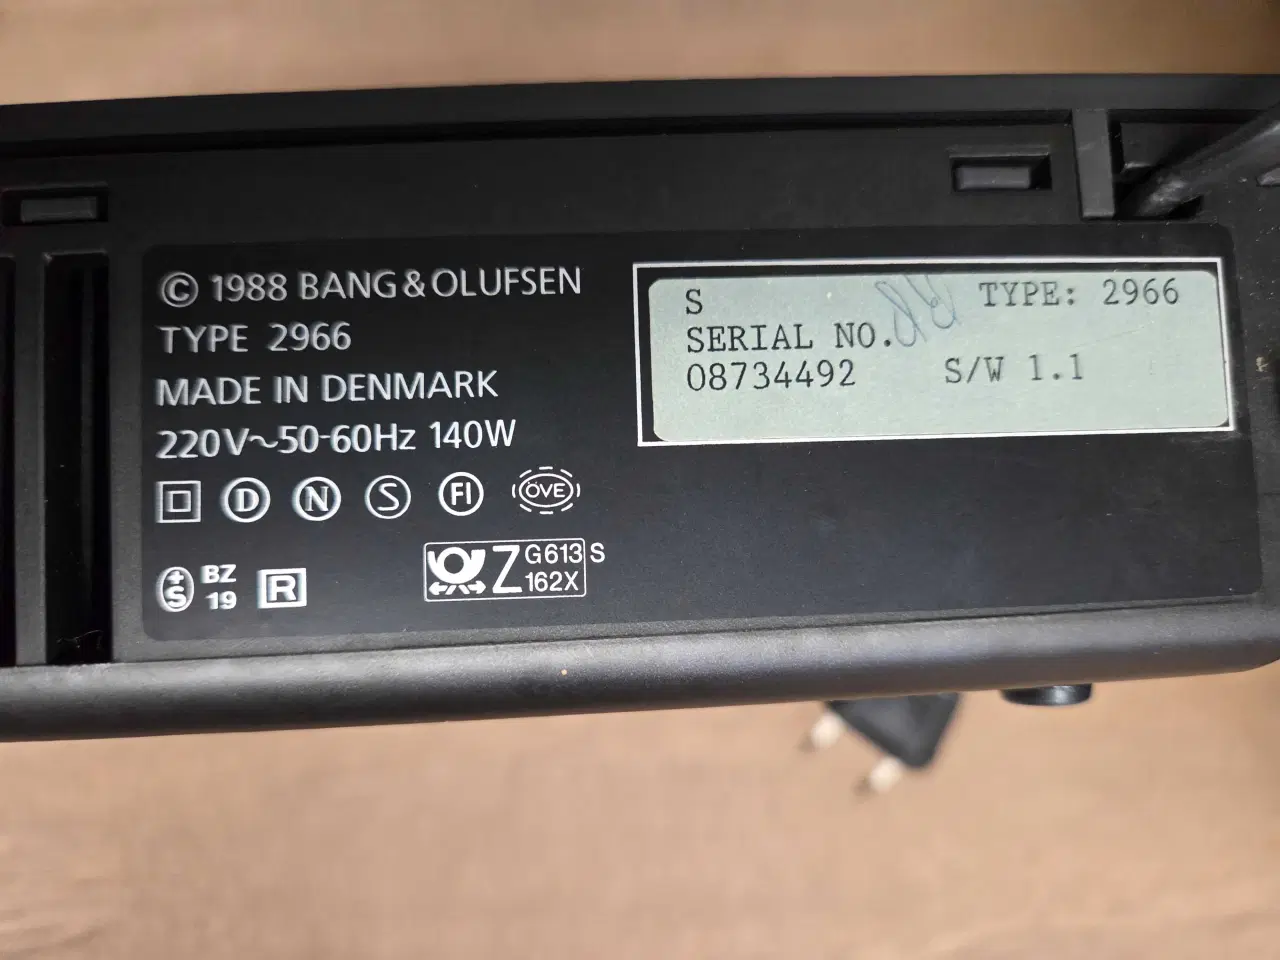 © 1988 BANG & OLUFSEN
TYPE 2966
MADE IN DENMARK
220V~50-60Hz 140W
D N S FI ÖVE
+S BZ 19 R
Z G613 S
162X
S TYPE: 2966
SERIAL NO.
08734492 S/W 1.1